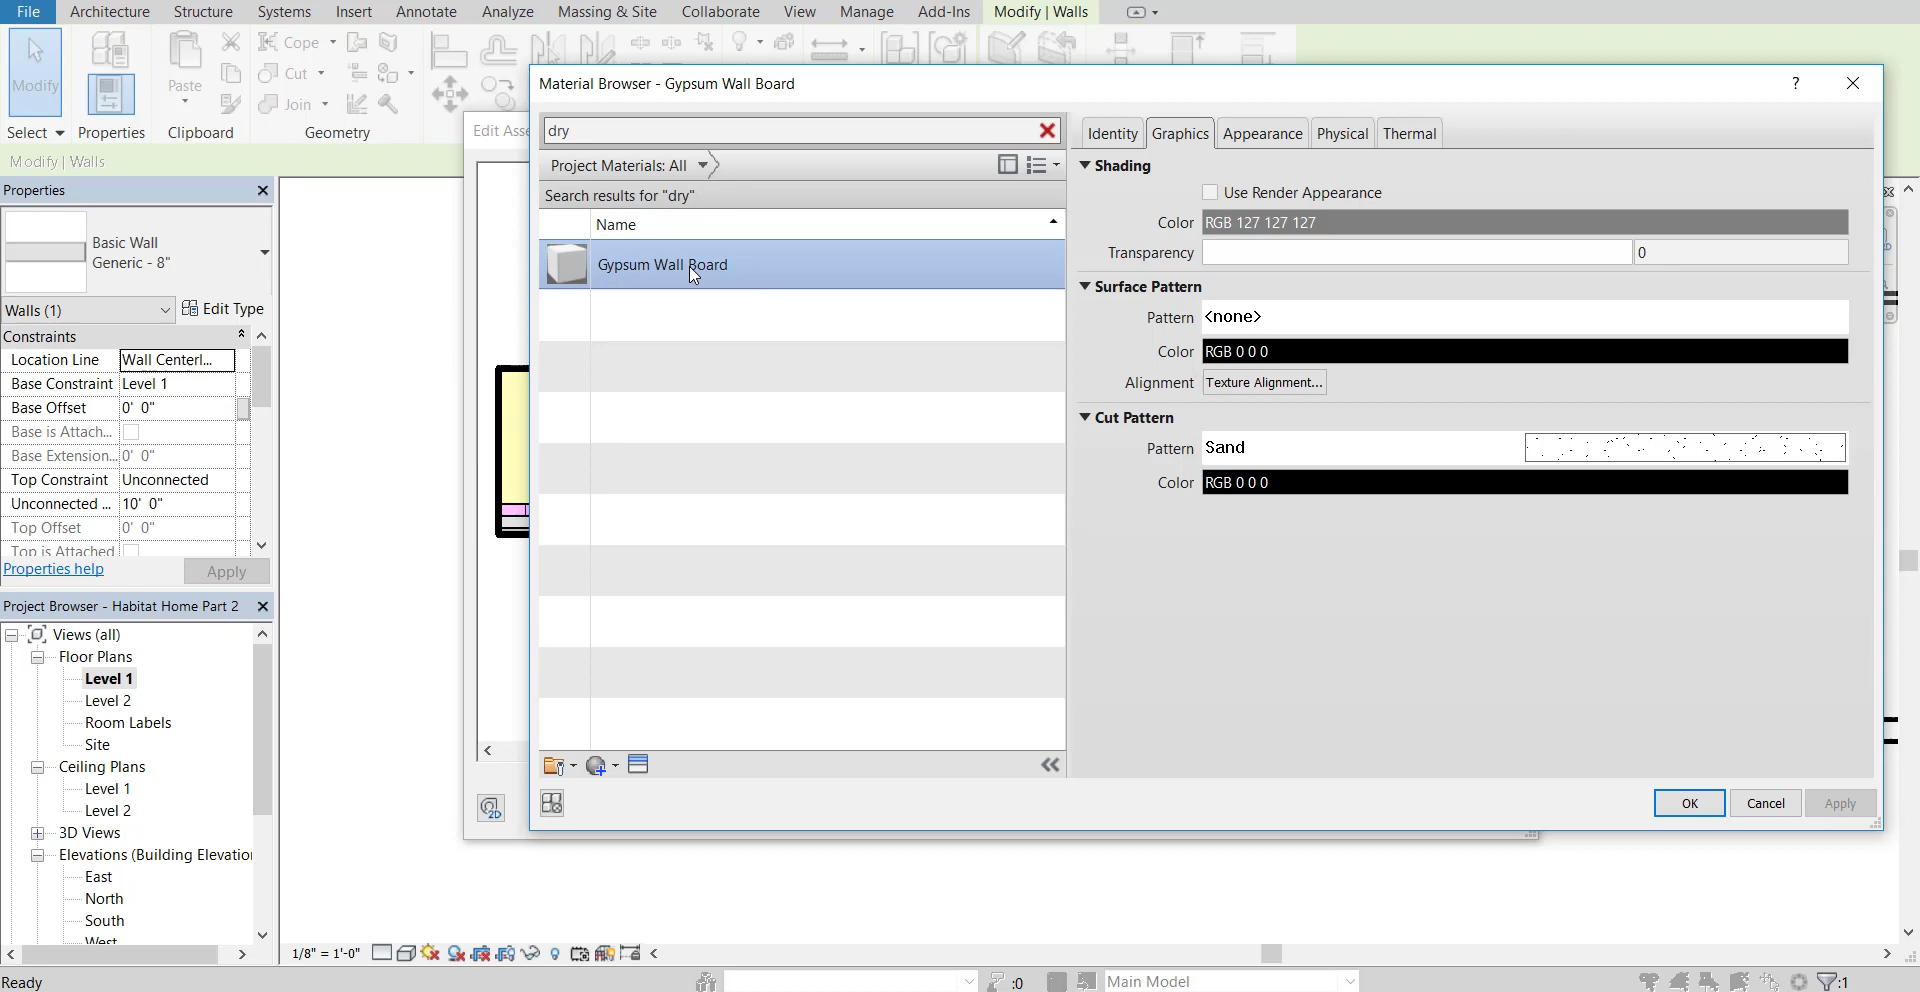 File Architecture Structure Systems Insert Annotate Analyze Massing & Site Collaborate View Manage Add-Ins Modify | Walls
Modify
Paste
Cope
Cut
Join
Select Properties Clipboard Geometry
Modify | Walls
Properties
Basic Wall
Generic - 8"
Walls (1) Edit Type
Constraints
Location Line Wall Centerl...
Base Constraint Level 1
Base Offset 0' 0"
Base is Attach...
Base Extension... 0' 0"
Top Constraint Unconnected
Unconnected ... 10' 0"
Top Offset 0' 0"
Top is Attached
Properties help Apply
Project Browser - Habitat Home Part 2
Views (all)
Floor Plans
Level 1
Level 2
Room Labels
Site
Ceiling Plans
Level 1
Level 2
3D Views
Elevations (Building Elevation
East
North
South
West
Edit Asse
2D
Material Browser - Gypsum Wall Board ?
dry
Project Materials: All
Search results for "dry"
Name
Gypsum Wall Board
Identity Graphics Appearance Physical Thermal
Shading
Use Render Appearance
Color RGB 127 127 127
Transparency 0
Surface Pattern
Pattern <none>
Color RGB 0 0 0
Alignment Texture Alignment...
Cut Pattern
Pattern Sand
Color RGB 0 0 0
OK Cancel Apply
1/8" = 1'-0"
Ready :0 Main Model :1